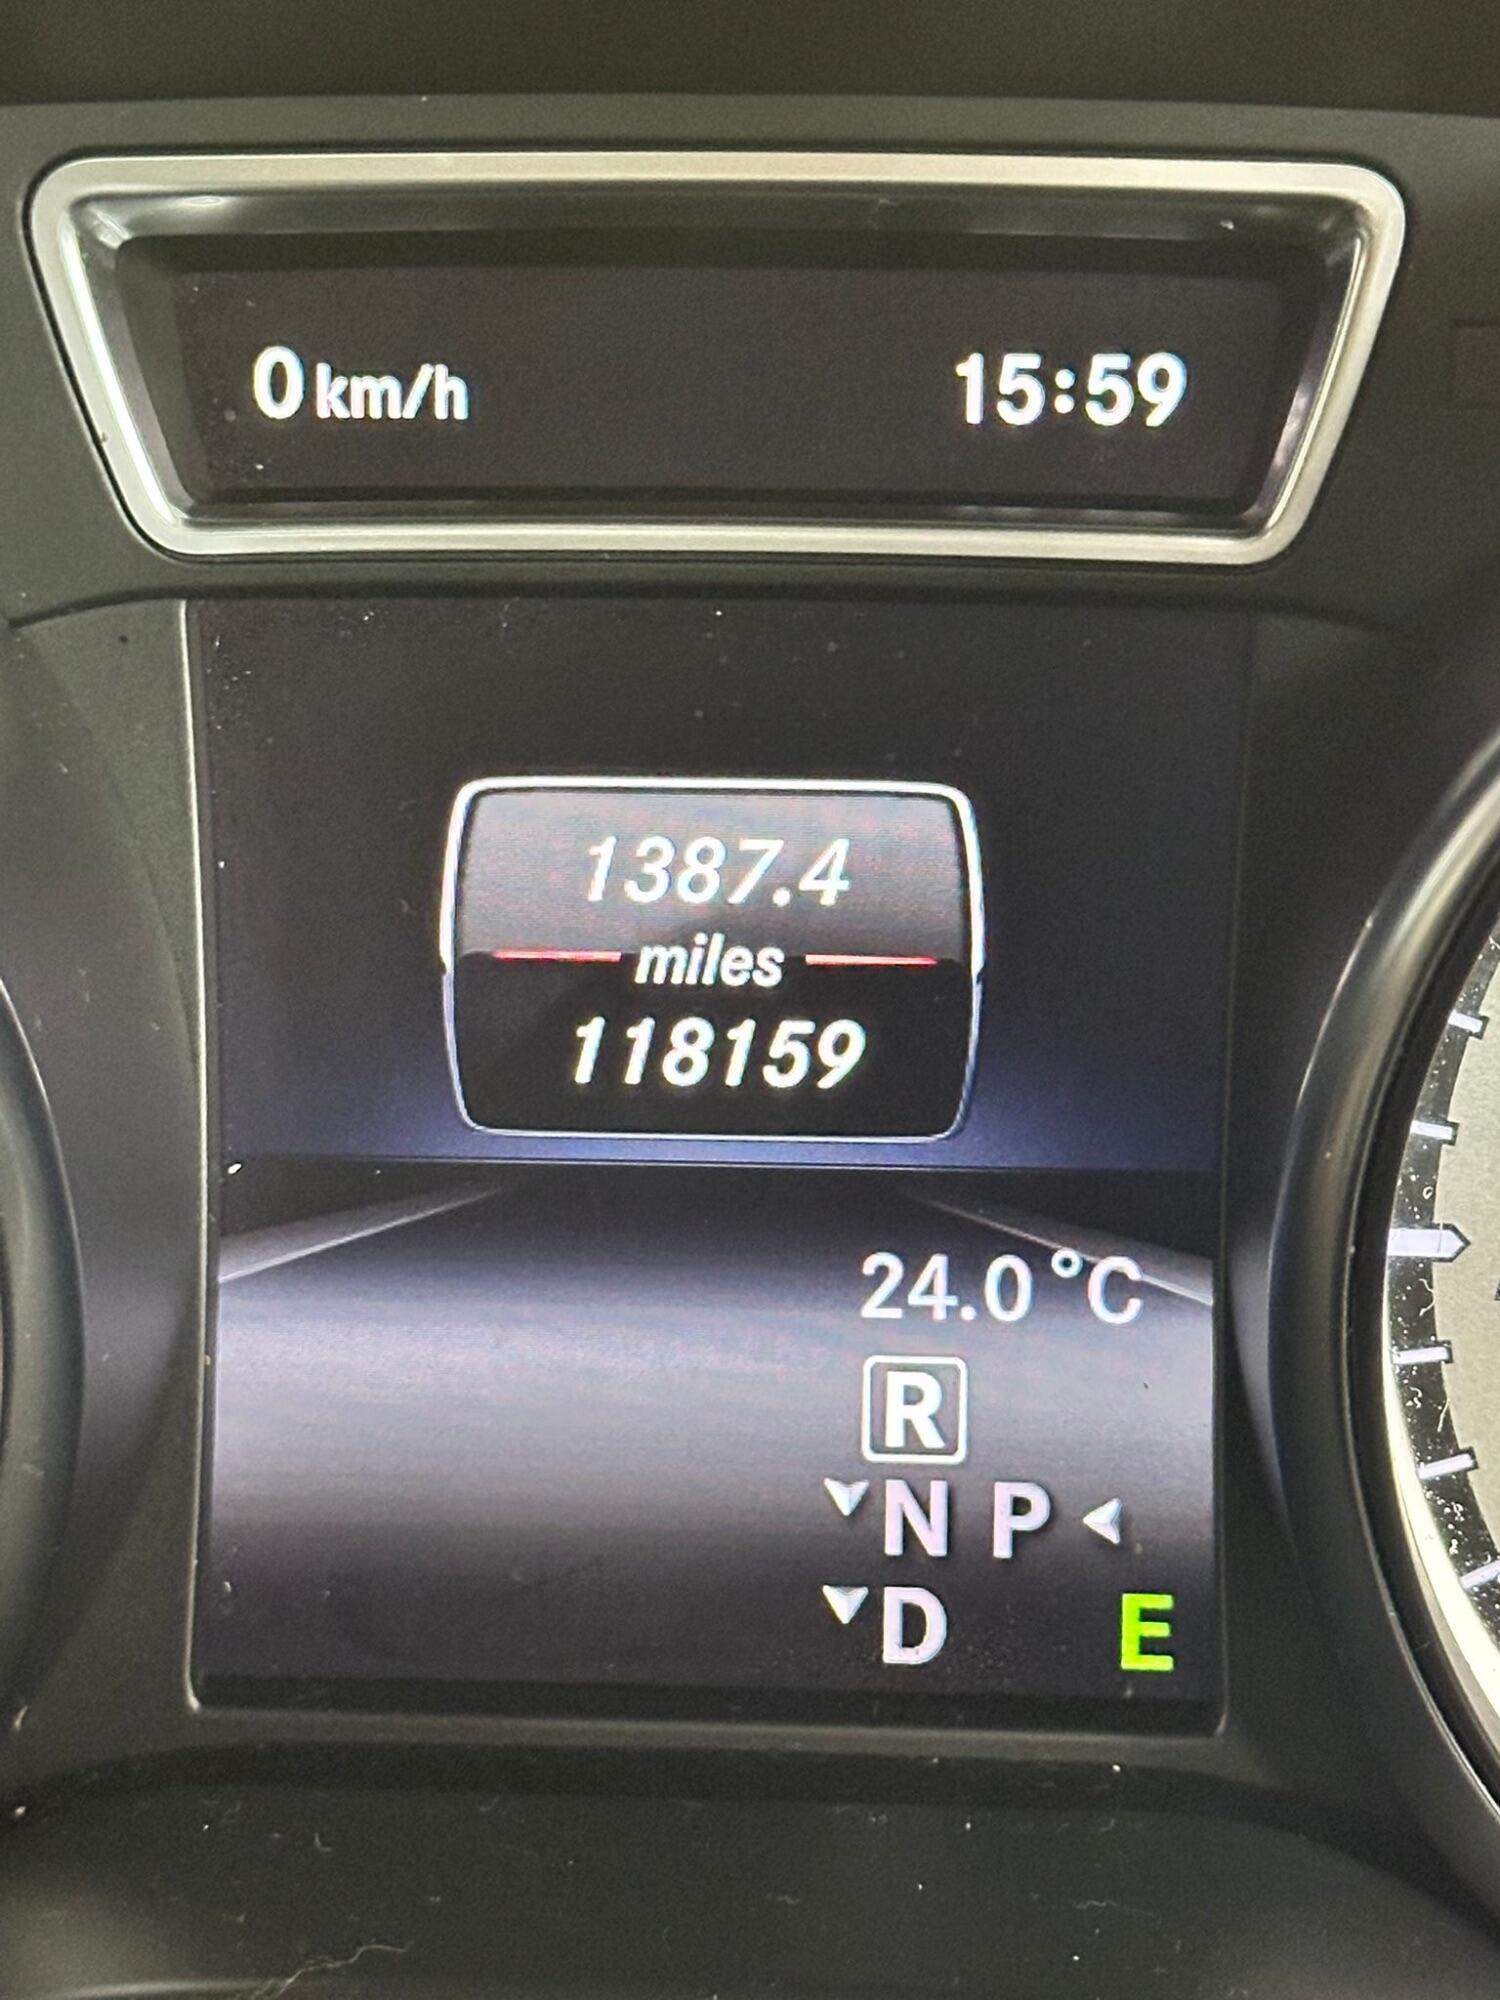 0 km/h 15:59
1387.4
miles
118159
24.0 °C
R
N P
D E